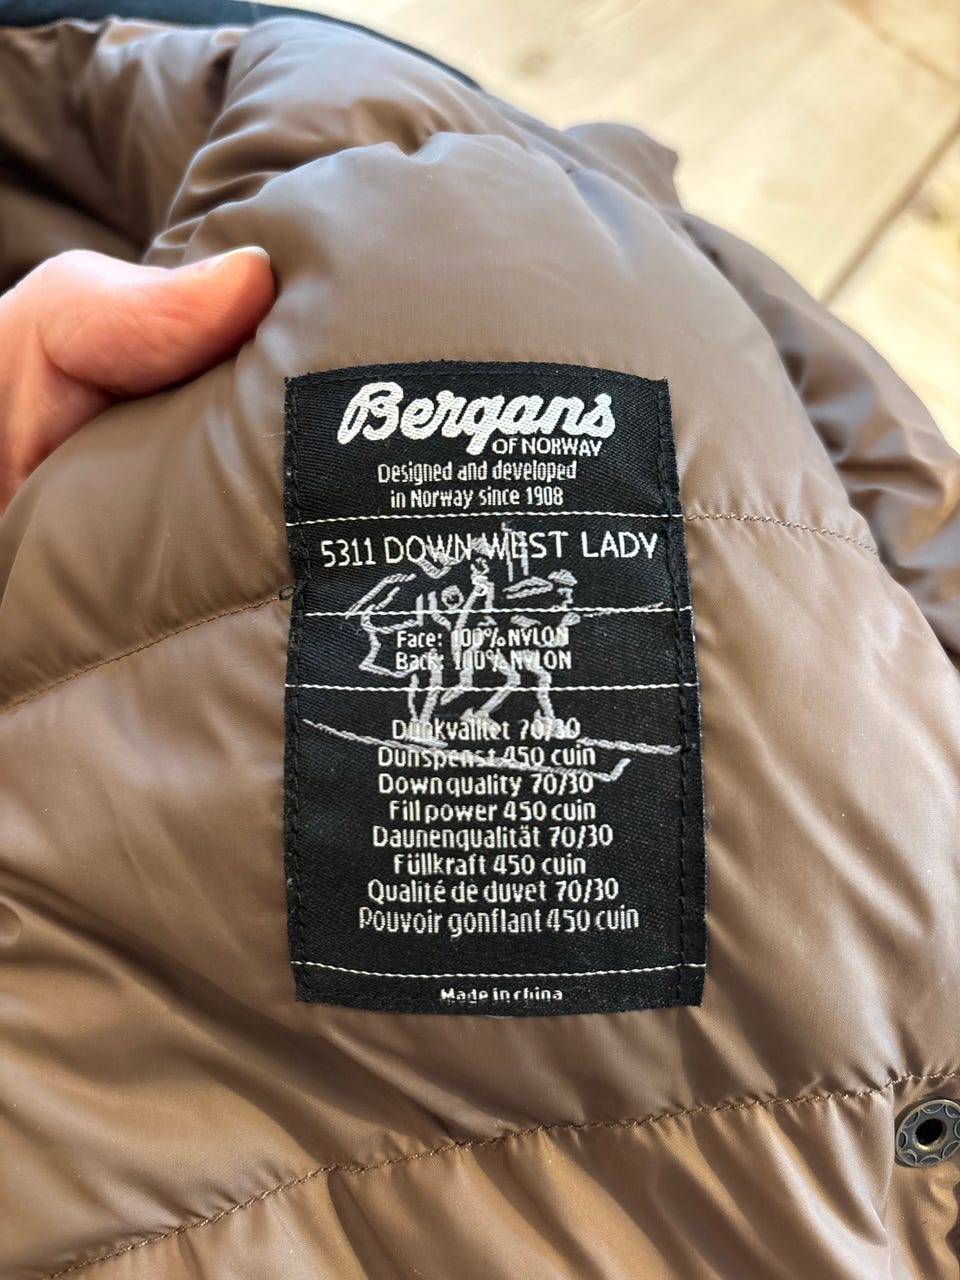 Bergans
OF NORWAY
Designed and developed
in Norway since 1908
5311 DOWN WEST LADY
Face: 100% NYLON
Back: 100% NYLON
Dunkvalitet 70/30
Dunspenst 450 cuin
Down quality 70/30
Fill power 450 cuin
Daunenqualität 70/30
Füllkraft 450 cuin
Qualité de duvet 70/30
Pouvoir gonflant 450 cuin
Made in china